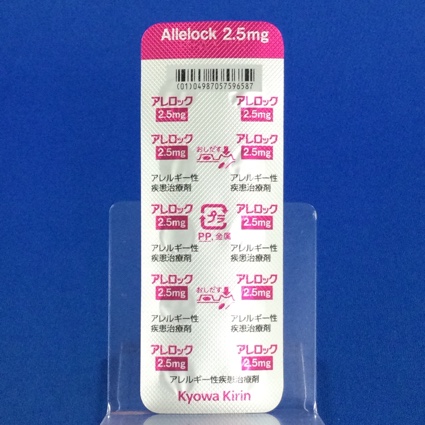 Allelock 2.5mg
(01)04987057596587
アレロック アレロック
2.5mg 2.5mg
アレロック アレロック
2.5mg おしだす 2.5mg
アレルギー性 アレルギー性
疾患治療剤 疾患治療剤
アレロック アレロック
2.5mg プラ 2.5mg
PP, 金属
アレルギー性 アレルギー性
疾患治療剤 疾患治療剤
アレロック アレロック
2.5mg おしだす 2.5mg
アレルギー性 アレルギー性
疾患治療剤 疾患治療剤
アレロック アレロック
2.5mg 2.5mg
アレルギー性疾患治療剤
Kyowa Kirin